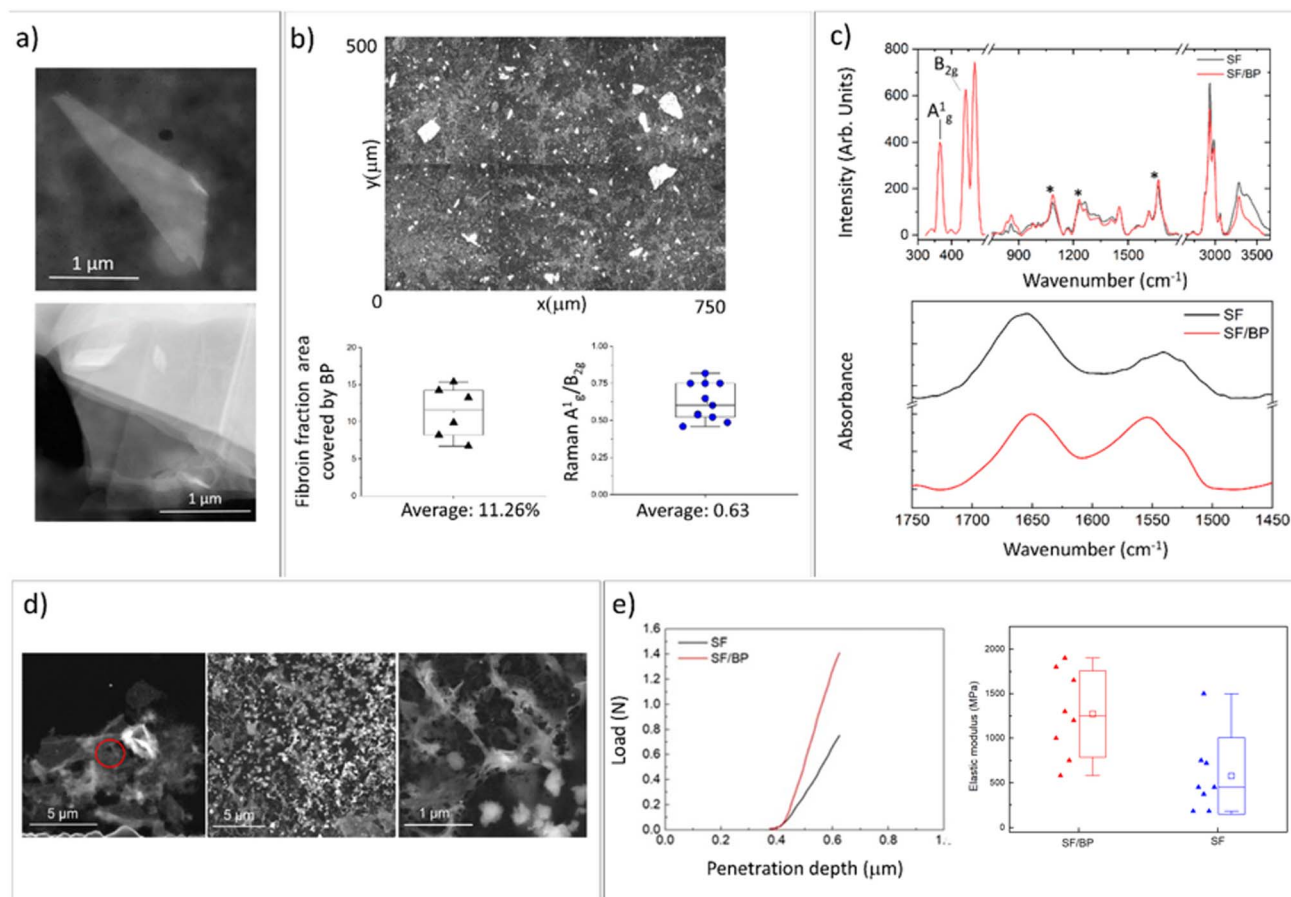 a)
1 μm
1 μm
b)
500
y(μm)
0
x(μm)
750
Fibroin fraction area
covered by BP
20
15
10
5
0
Average: 11.26%
Raman A¹g/B2g
1.00
0.75
0.50
0.25
0.00
Average: 0.63
c)
Intensity (Arb. Units)
800
600
400
200
0
A¹g
B2g
*
*
*
SF
SF/BP
300
400
900
1200
1500
3000
3500
Wavenumber (cm-1)
Absorbance
SF
SF/BP
1750
1700
1650
1600
1550
1500
1450
Wavenumber (cm-1)
d)
5 μm
5 μm
1 μm
e)
Load (N)
1.6
1.4
1.2
1.0
0.8
0.6
0.4
0.2
0.0
SF
SF/BP
0.0
0.2
0.4
0.6
0.8
Penetration depth (μm)
Elastic modulus (MPa)
2000
1500
1000
500
0
SF/BP
SF